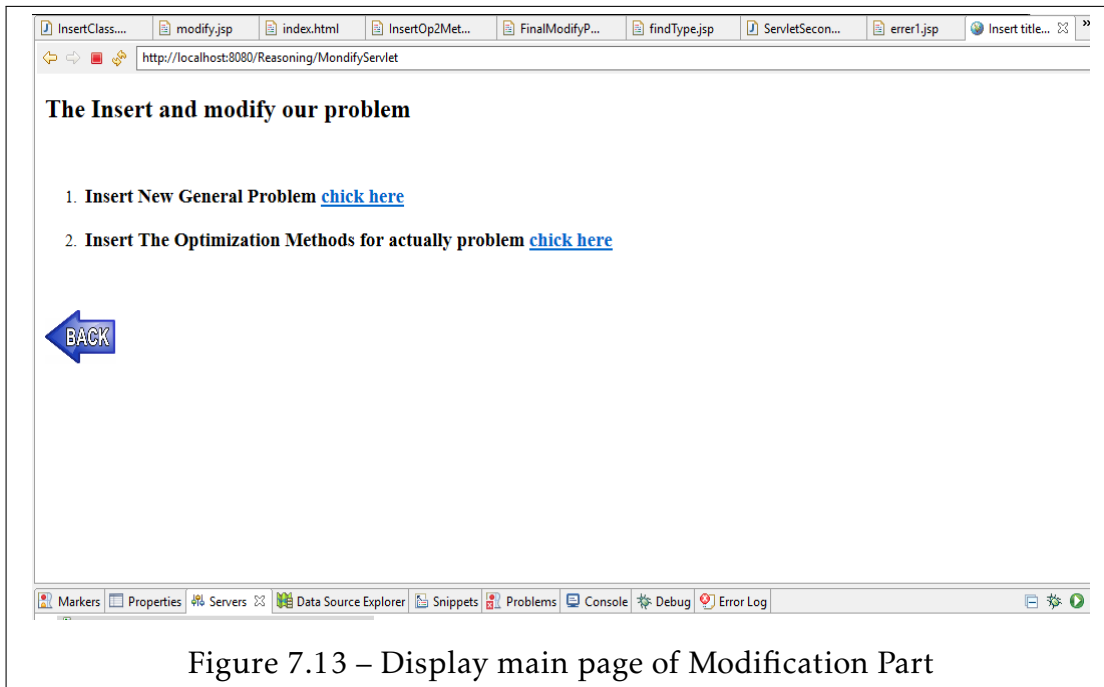 InsertClass.... modify.jsp index.html InsertOp2Met... FinalModifyP... findType.jsp ServletSecon... errer1.jsp Insert title... »
http://localhost:8080/Reasoning/MondifyServlet
The Insert and modify our problem
1. Insert New General Problem chick here
2. Insert The Optimization Methods for actually problem chick here
BACK
Markers Properties Servers Data Source Explorer Snippets Problems Console Debug Error Log
Figure 7.13 – Display main page of Modification Part